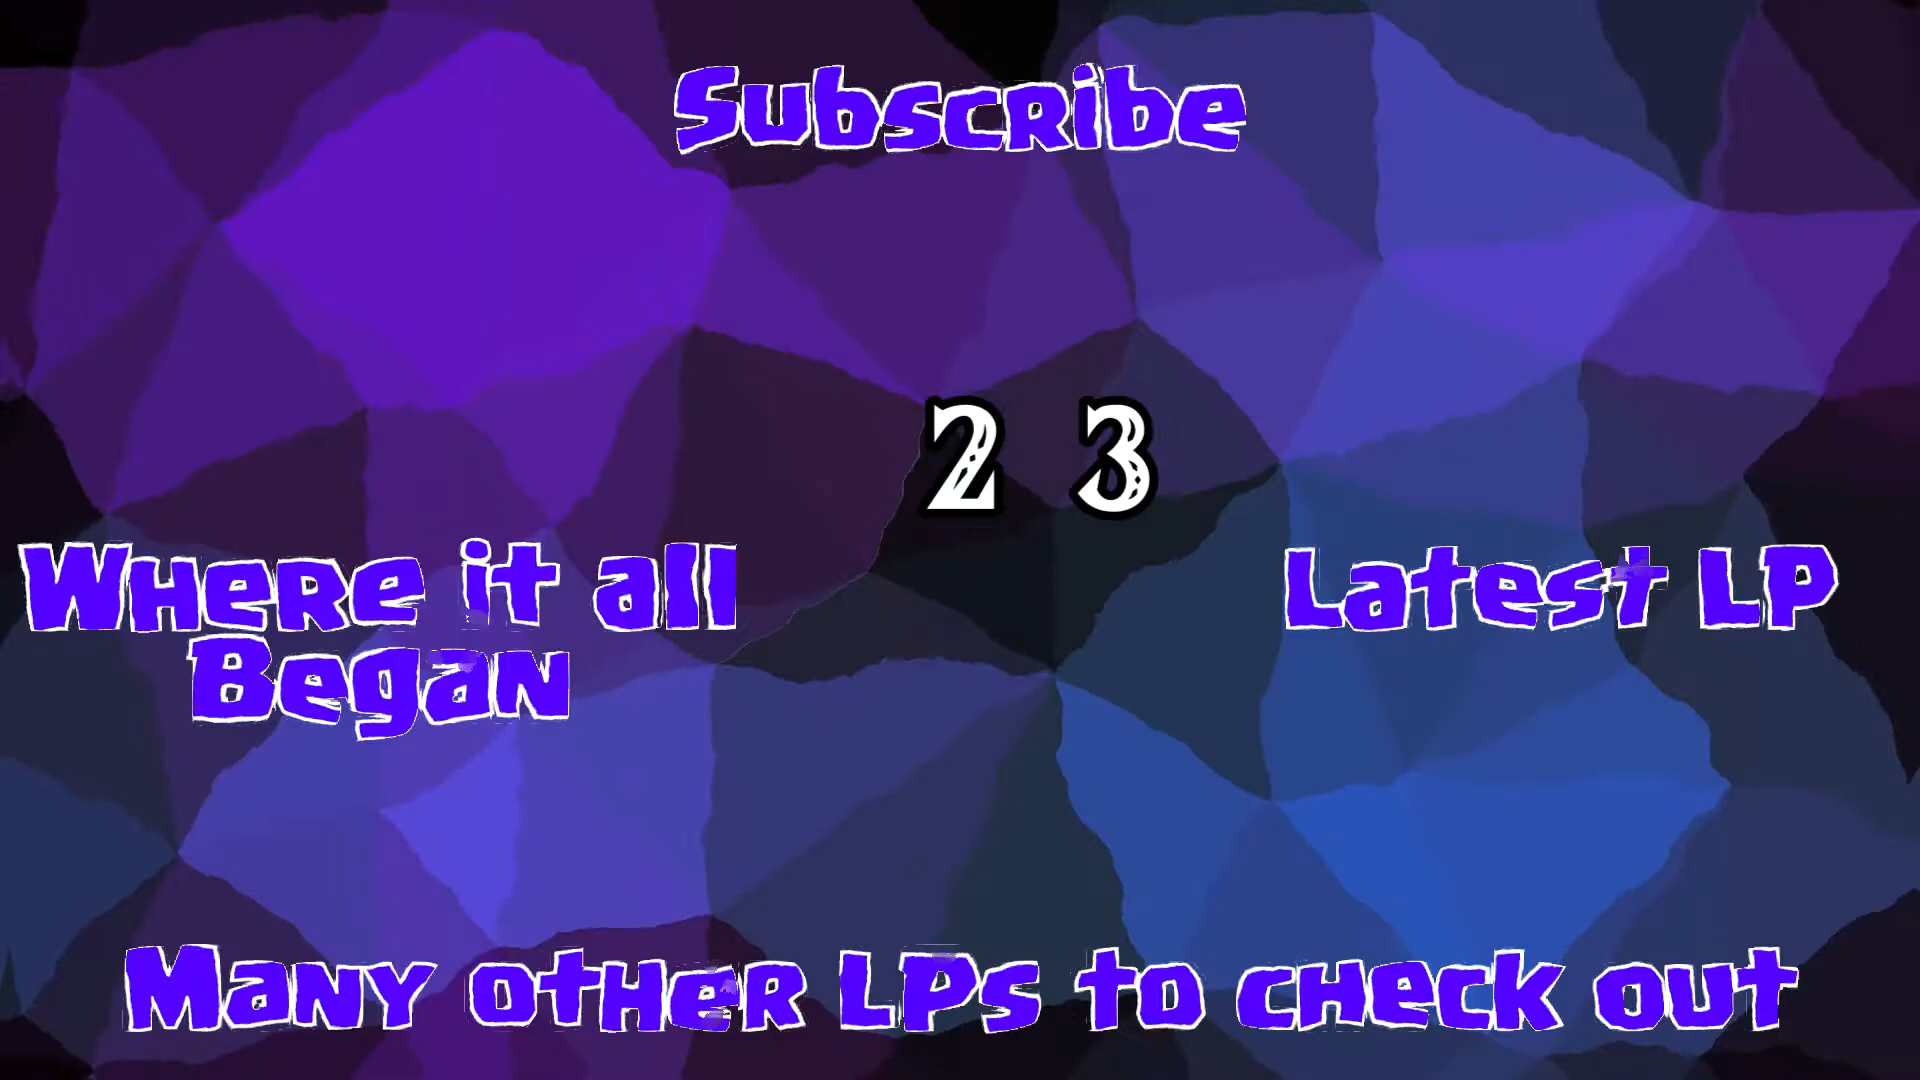 Subscribe
2 3
Where it all
Began
Latest LP
Many other LPs to check out